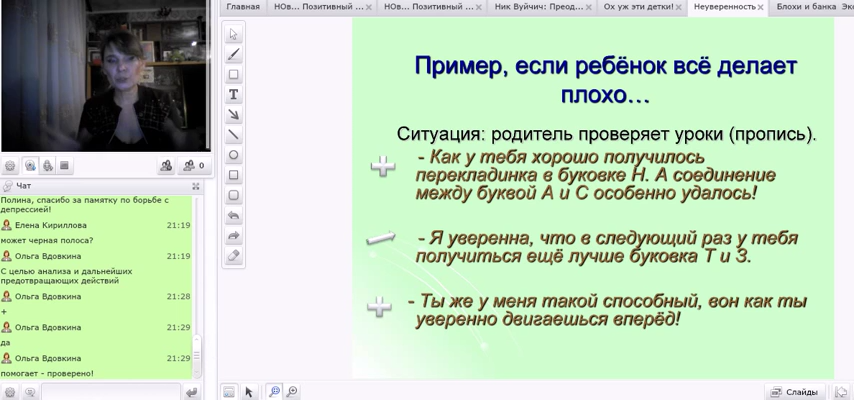 Главная
НОв... Позитивный ...
НОв... Позитивный ...
Ник Вуйчич: Преод...
Ох уж эти детки!
Неуверенность
Блохи и банка
Экс
0
Чат
Полина, спасибо за памятку по борьбе с
депрессией!
Елена Кириллова 21:19
может черная полоса?
Ольга Вдовкина 21:19
С целью анализа и дальнейших
предотвращающих действий
Ольга Вдовкина 21:28
+
Ольга Вдовкина 21:29
да
Ольга Вдовкина 21:29
помогает - проверено!
T
Пример, если ребёнок всё делает
плохо...
Ситуация: родитель проверяет уроки (пропись).
- Как у тебя хорошо получилось
перекладинка в буковке Н. А соединение
между буквой А и С особенно удалось!
- Я уверенна, что в следующий раз у тебя
получиться ещё лучше буковка Т и З.
- Ты же у меня такой способный, вон как ты
уверенно двигаешься вперёд!
Слайды